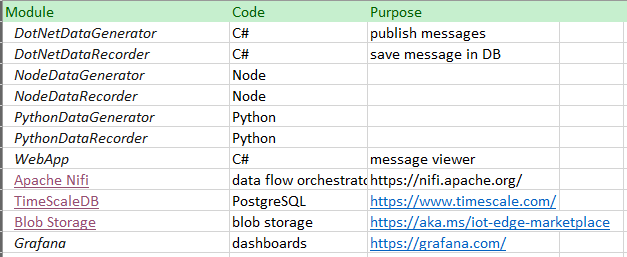 Module Code Purpose
DotNetDataGenerator C# publish messages
DotNetDataRecorder C# save message in DB
NodeDataGenerator Node
NodeDataRecorder Node
PythonDataGenerator Python
PythonDataRecorder Python
WebApp C# message viewer
Apache Nifi data flow orchestrato https://nifi.apache.org/
TimeScaleDB PostgreSQL https://www.timescale.com/
Blob Storage blob storage https://aka.ms/iot-edge-marketplace
Grafana dashboards https://grafana.com/